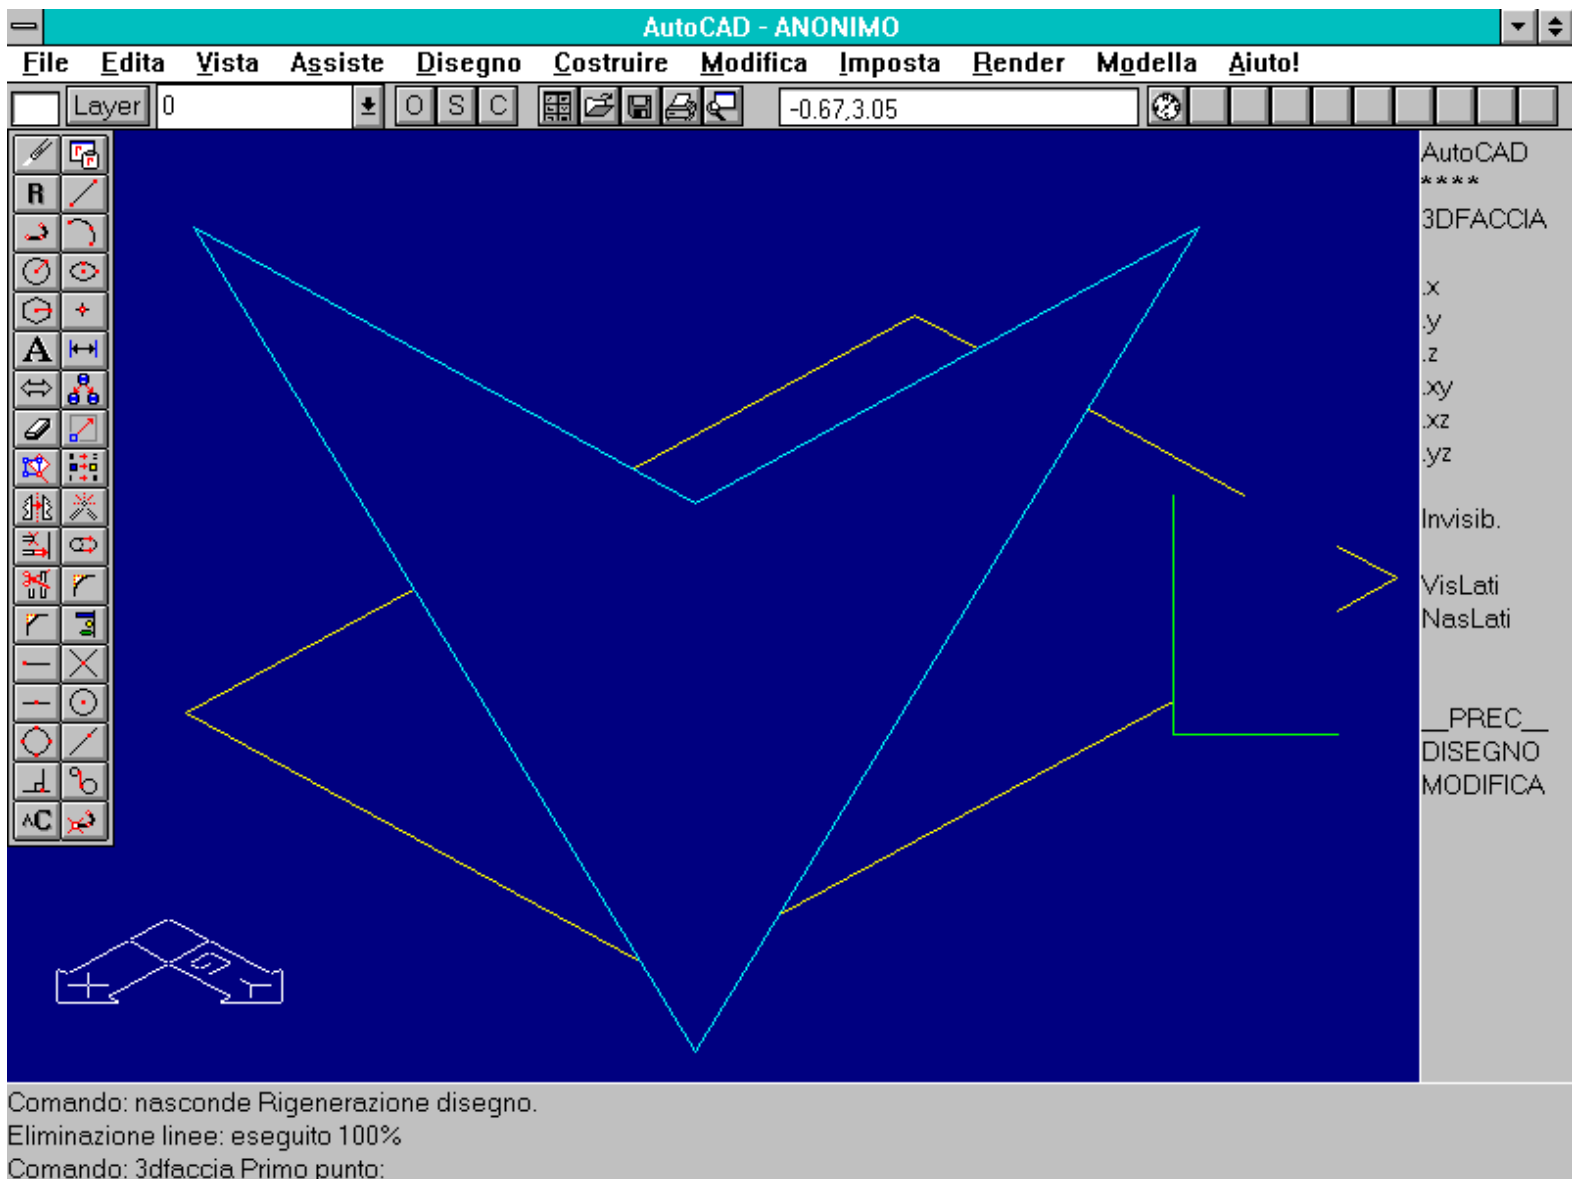 AutoCAD - ANONIMO
File Edita Vista Assiste Disegno Costruire Modifica Imposta Render Modella Aiuto!
Layer 0 O S C -0.67,3.05
R
A
^C
AutoCAD
****
3DFACCIA
.x
.y
.z
.xy
.xz
.yz
Invisib.
VisLati
NasLati
__PREC__
DISEGNO
MODIFICA
X Y
Comando: nasconde Rigenerazione disegno.
Eliminazione linee: eseguito 100%
Comando: 3dfaccia Primo punto: